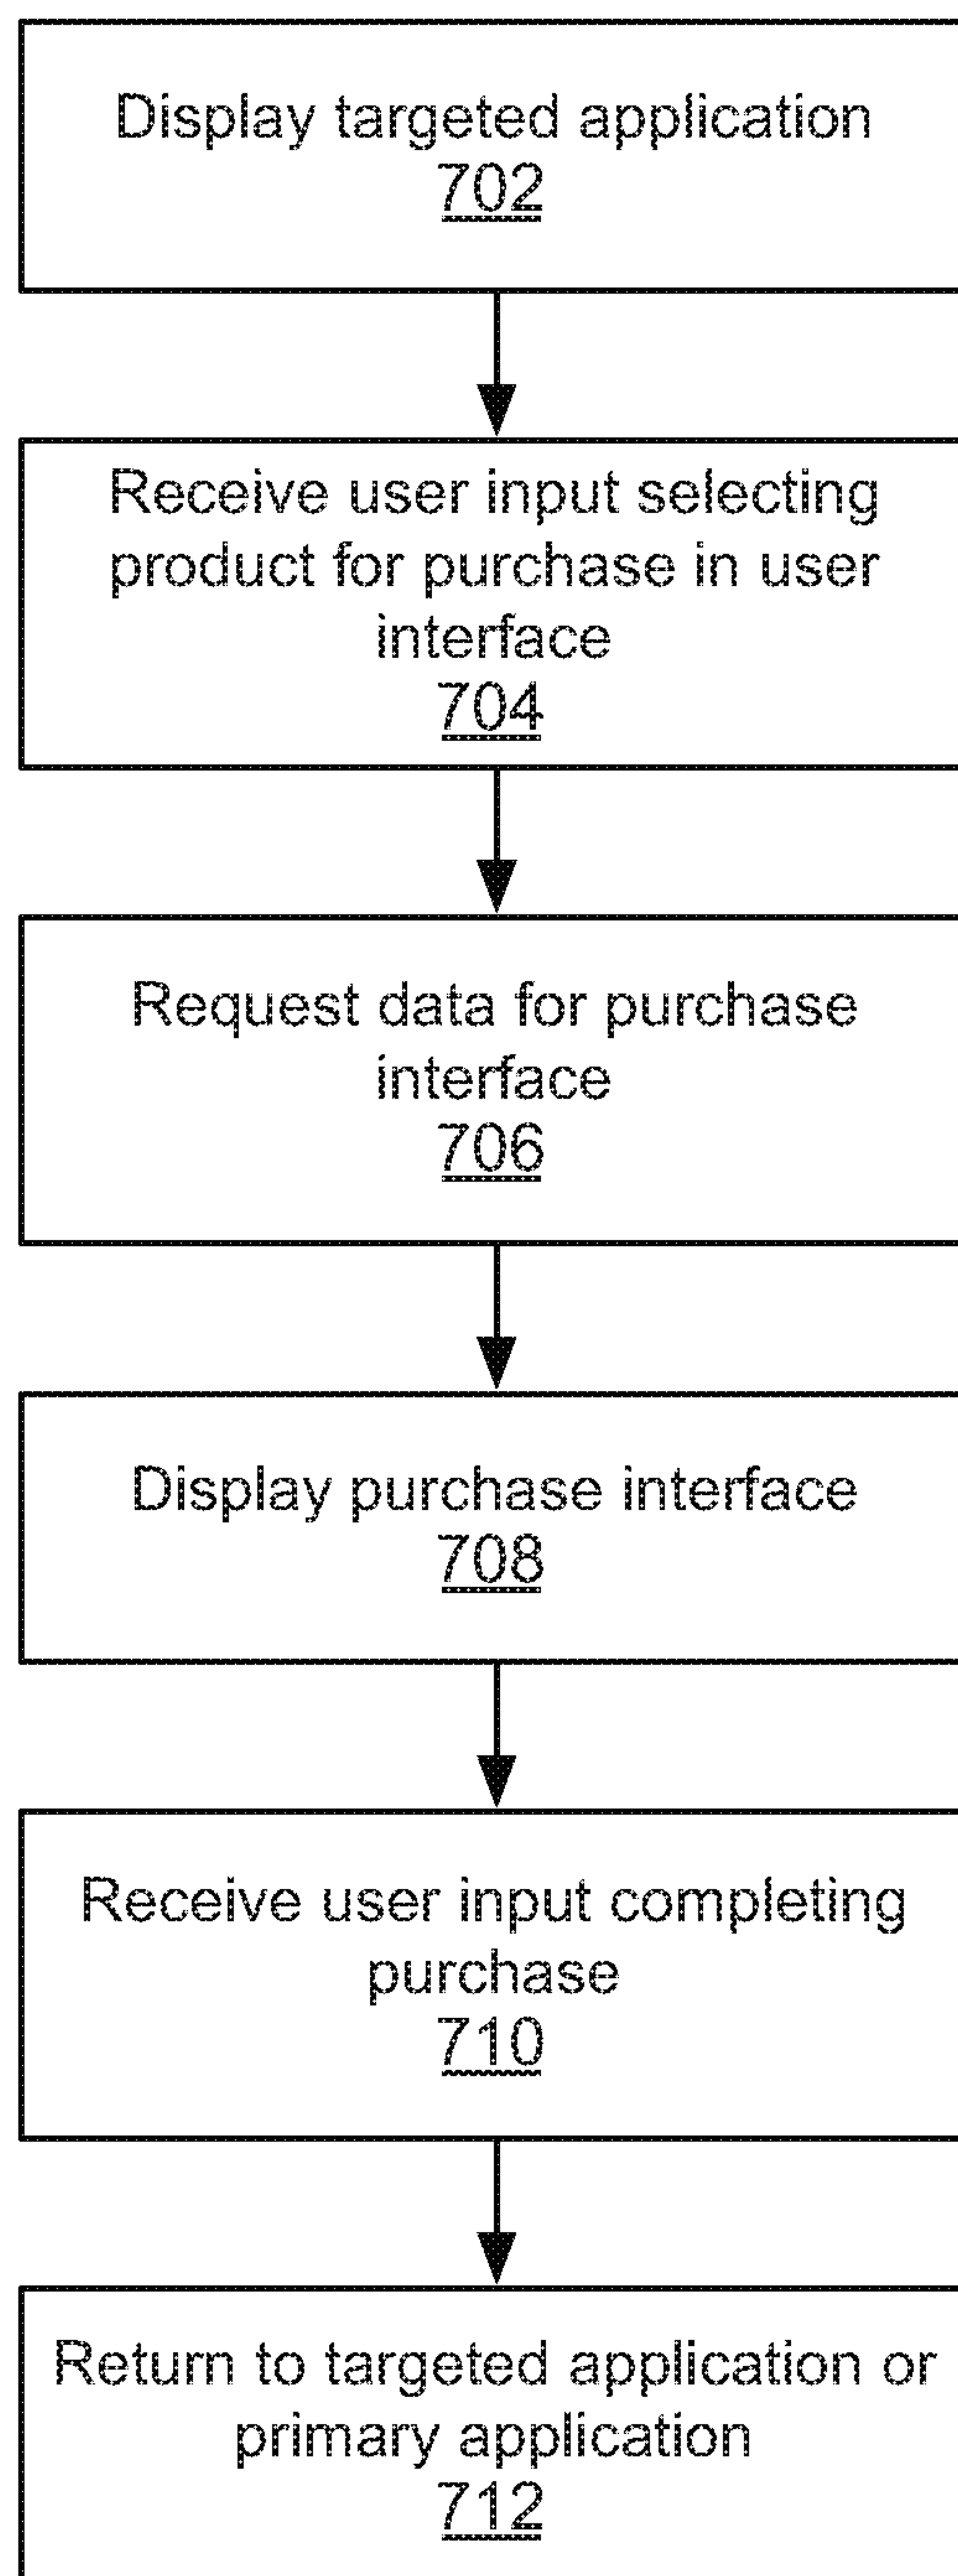 Display targeted application
702
Receive user input selecting
product for purchase in user
interface
704
Request data for purchase
interface
706
Display purchase interface
708
Receive user input completing
purchase
710
Return to targeted application or
primary application
712